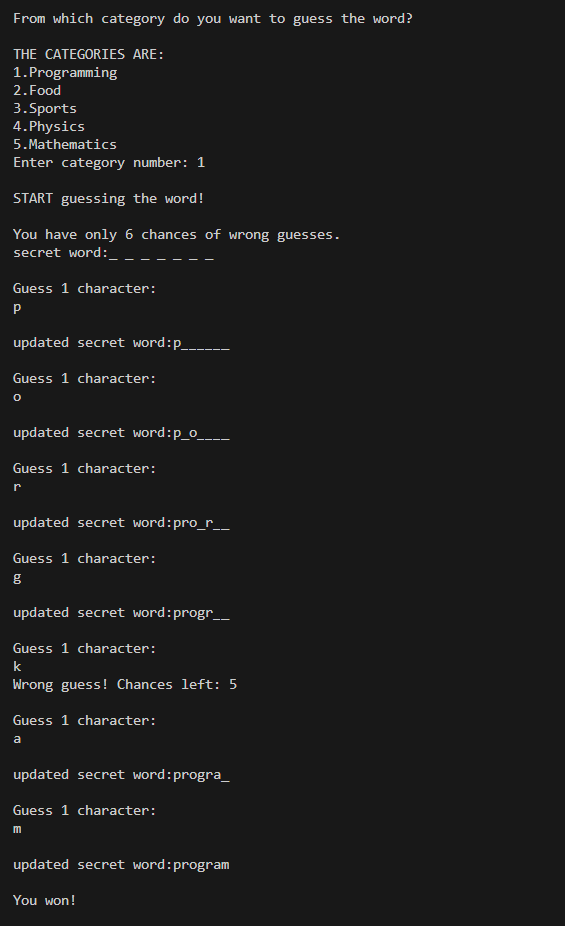 From which category do you want to guess the word?
THE CATEGORIES ARE:
1.Programming
2.Food
3.Sports
4.Physics
5.Mathematics
Enter category number: 1
START guessing the word!
You have only 6 chances of wrong guesses.
secret word:_ _ _ _ _ _ _
Guess 1 character:
p
updated secret word:p______
Guess 1 character:
o
updated secret word:p_o____
Guess 1 character:
r
updated secret word:pro_r__
Guess 1 character:
g
updated secret word:progr__
Guess 1 character:
k
Wrong guess! Chances left: 5
Guess 1 character:
a
updated secret word:progra_
Guess 1 character:
m
updated secret word:program
You won!